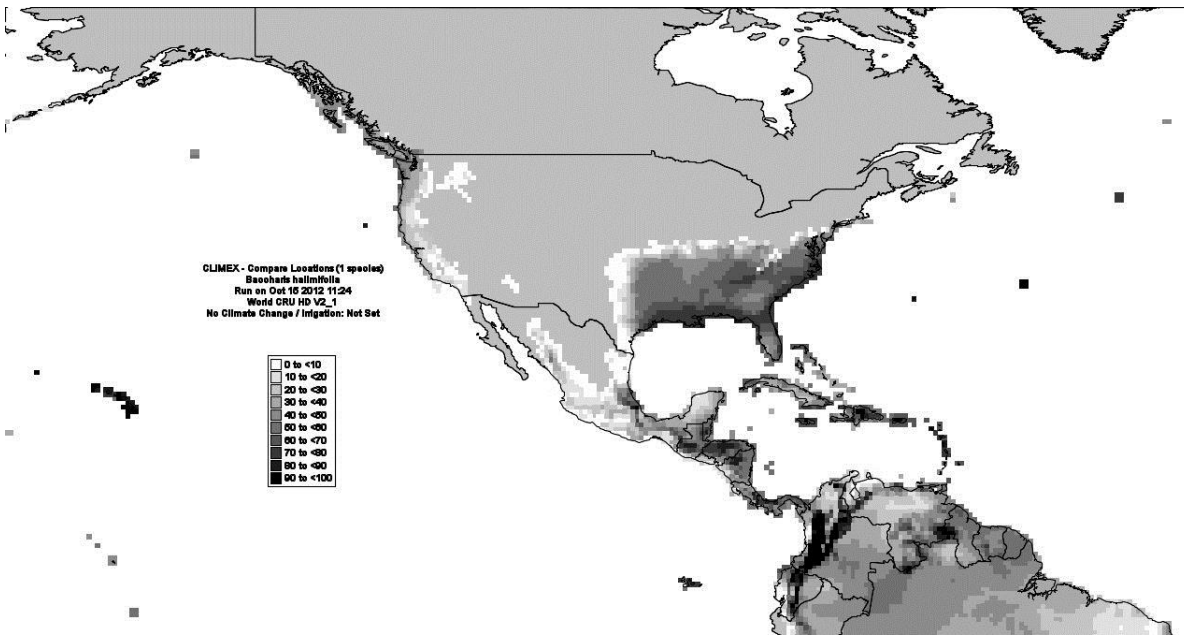 CLIMEX - Compare Locations (1 species)
Baccharis halimifolia
Run on Oct 15 2012 11:24
World CRU HD V2_1
No Climate Change / Irrigation: Not Set
0 to <10
10 to <20
20 to <30
30 to <40
40 to <50
50 to <60
60 to <70
70 to <80
80 to <90
90 to <100